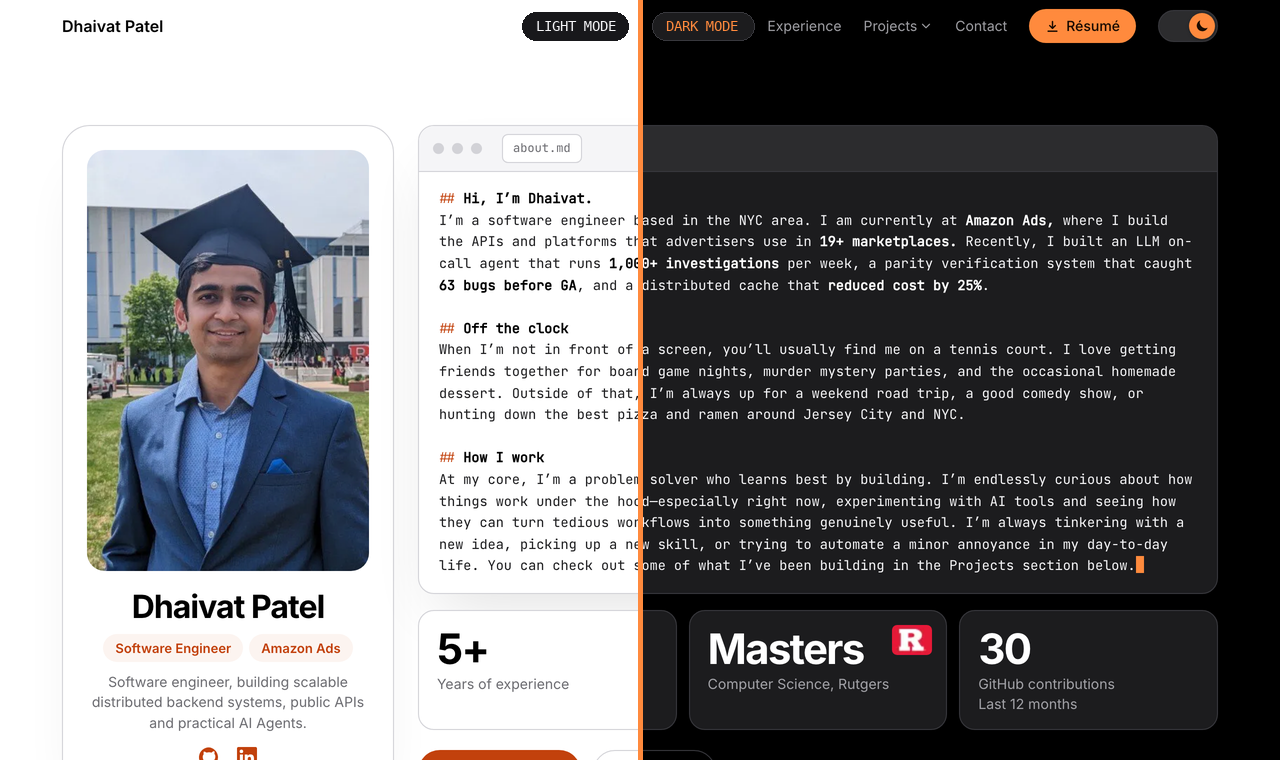 Dhaivat Patel
LIGHT MODE
DARK MODE
Experience
Projects
Contact
Résumé
about.md
## Hi, I’m Dhaivat.
I’m a software engineer based in the NYC area. I am currently at Amazon Ads, where I build
the APIs and platforms that advertisers use in 19+ marketplaces. Recently, I built an LLM on-
call agent that runs 1,000+ investigations per week, a parity verification system that caught
63 bugs before GA, and a distributed cache that reduced cost by 25%.
## Off the clock
When I’m not in front of a screen, you’ll usually find me on a tennis court. I love getting
friends together for board game nights, murder mystery parties, and the occasional homemade
dessert. Outside of that, I’m always up for a weekend road trip, a good comedy show, or
hunting down the best pizza and ramen around Jersey City and NYC.
## How I work
At my core, I’m a problem solver who learns best by building. I’m endlessly curious about how
things work under the hood—especially right now, experimenting with AI tools and seeing how
they can turn tedious workflows into something genuinely useful. I’m always tinkering with a
new idea, picking up a new skill, or trying to automate a minor annoyance in my day-to-day
life. You can check out some of what I’ve been building in the Projects section below.
Dhaivat Patel
Software Engineer
Amazon Ads
Software engineer, building scalable
distributed backend systems, public APIs
and practical AI Agents.
in
5+
Years of experience
Masters
R
Computer Science, Rutgers
30
GitHub contributions
Last 12 months